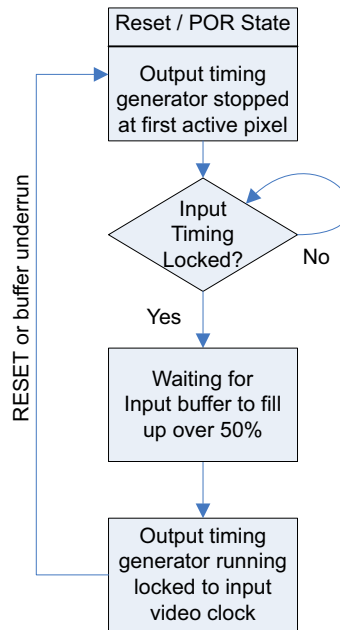 Reset / POR State
Output timing
generator stopped
at first active pixel
Input
Timing
Locked?
No
Yes
Waiting for
Input buffer to fill
up over 50%
Output timing
generator running
locked to input
video clock
RESET or buffer underrun